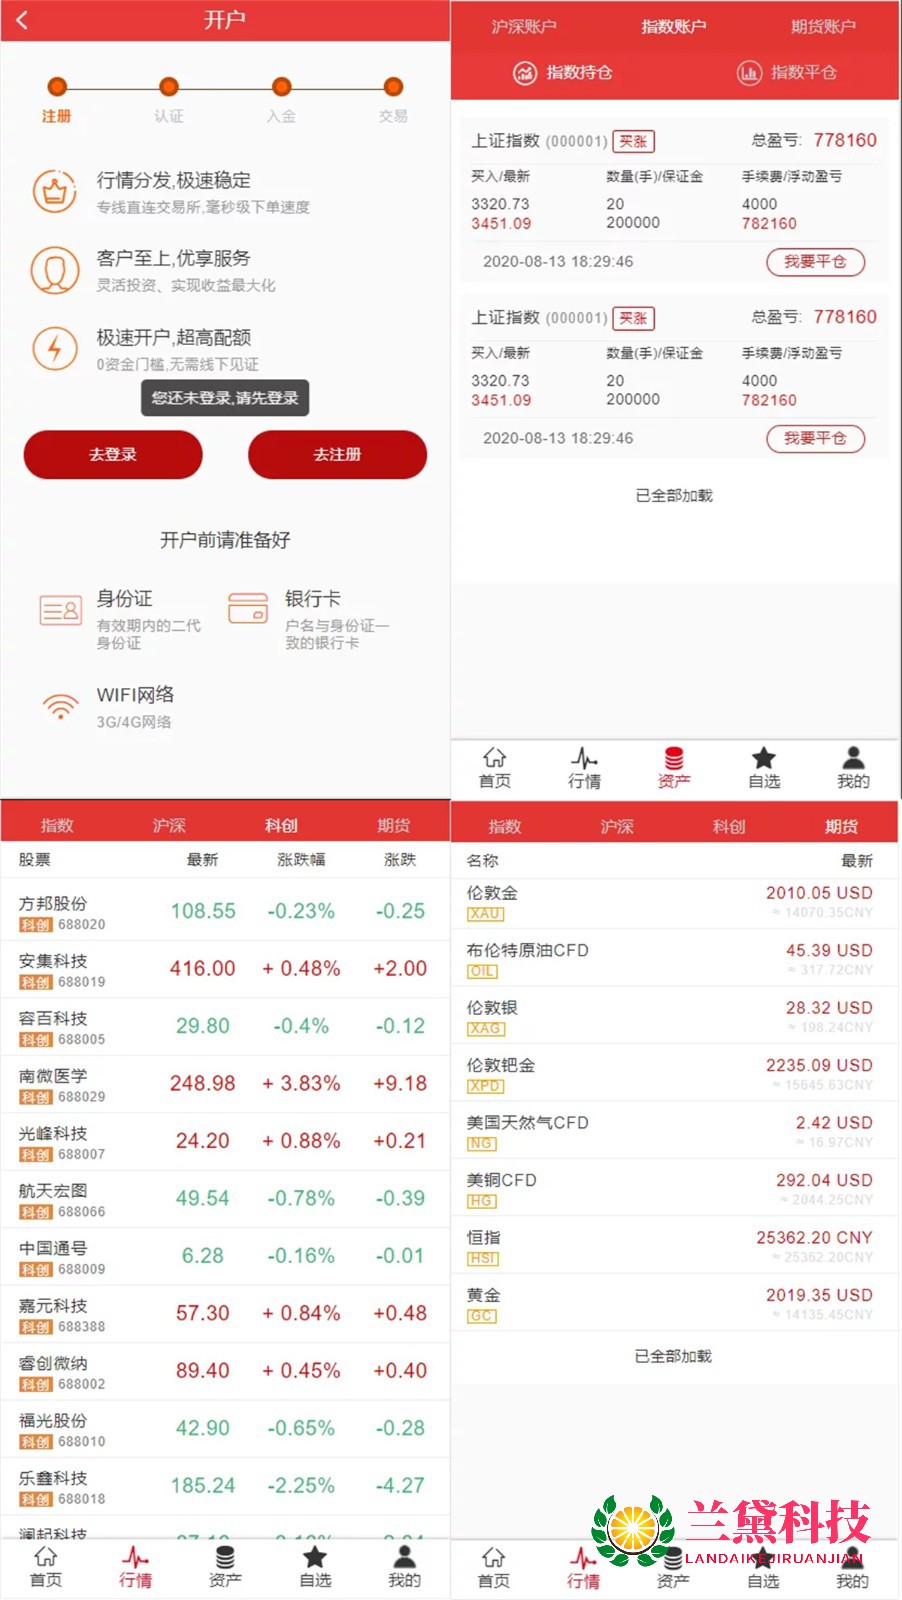 开户
注册 认证 入金 交易
行情分发,极速稳定
专线直连交易所,毫秒级下单速度
客户至上,优享服务
灵活投资、实现收益最大化
极速开户,超高配额
0资金门槛,无需线下见证
您还未登录,请先登录
去登录 去注册
开户前请准备好
身份证
有效期内的二代
身份证
银行卡
户名与身份证一
致的银行卡
WIFI网络
3G/4G网络
沪深账户 指数账户 期货账户
指数持仓 指数平仓
上证指数 (000001) 买涨 总盈亏: 778160
买入/最新 数量(手)/保证金 手续费/浮动盈亏
3320.73 20 4000
3451.09 200000 782160
2020-08-13 18:29:46 我要平仓
上证指数 (000001) 买涨 总盈亏: 778160
买入/最新 数量(手)/保证金 手续费/浮动盈亏
3320.73 20 4000
3451.09 200000 782160
2020-08-13 18:29:46 我要平仓
已全部加载
首页 行情 资产 自选 我的
指数 沪深 科创 期货
股票 最新 涨跌幅 涨跌
方邦股份
科创 688020
108.55 -0.23% -0.25
安集科技
科创 688019
416.00 + 0.48% +2.00
容百科技
科创 688005
29.80 -0.4% -0.12
南微医学
科创 688029
248.98 + 3.83% +9.18
光峰科技
科创 688007
24.20 + 0.88% +0.21
航天宏图
科创 688066
49.54 -0.78% -0.39
中国通号
科创 688009
6.28 -0.16% -0.01
嘉元科技
科创 688388
57.30 + 0.84% +0.48
睿创微纳
科创 688002
89.40 + 0.45% +0.40
福光股份
科创 688010
42.90 -0.65% -0.28
乐鑫科技
科创 688018
185.24 -2.25% -4.27
澜起科技
首页 行情 资产 自选 我的
指数 沪深 科创 期货
名称 最新
伦敦金 2010.05 USD
XAU ≈ 14070.35CNY
布伦特原油CFD 45.39 USD
OIL ≈ 317.72CNY
伦敦银 28.32 USD
XAG ≈ 198.24CNY
伦敦钯金 2235.09 USD
XPD ≈ 15645.63CNY
美国天然气CFD 2.42 USD
NG ≈ 16.97CNY
美铜CFD 292.04 USD
HG ≈ 2044.25CNY
恒指 25362.20 CNY
HSI ≈ 25362.20CNY
黄金 2019.35 USD
GC ≈ 14135.45CNY
已全部加载
兰黛科技
LANDAIKEJIRUANJIAN
首页 行情 资产 自选 我的